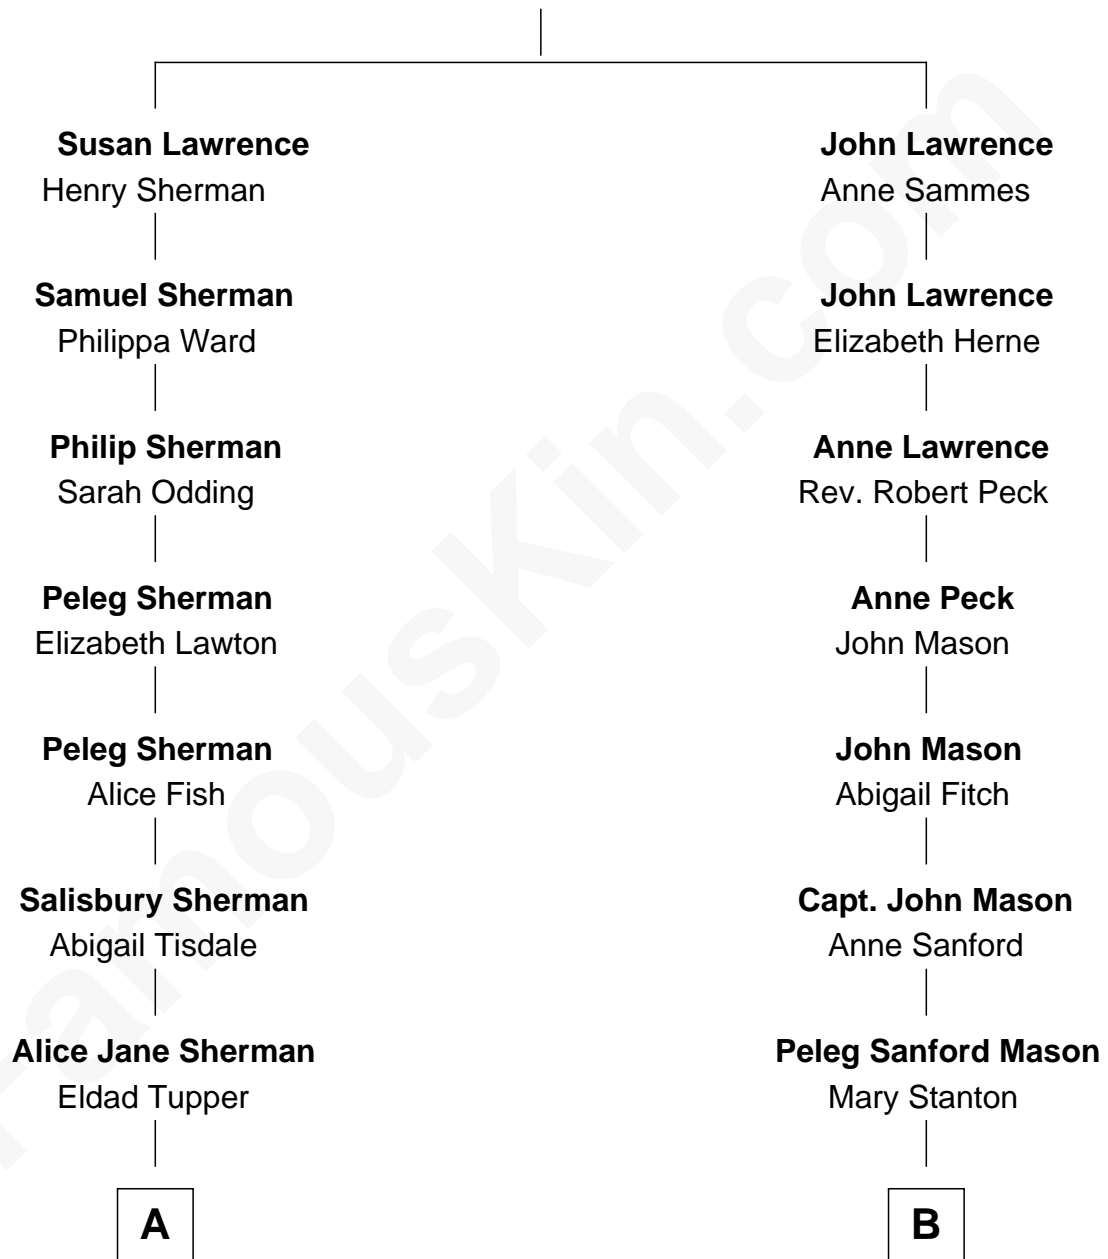 Susan Lawrence
Henry Sherman
Samuel Sherman
Philippa Ward
Philip Sherman
Sarah Odding
Peleg Sherman
Elizabeth Lawton
Peleg Sherman
Alice Fish
Salisbury Sherman
Abigail Tisdale
Alice Jane Sherman
Eldad Tupper
A
John Lawrence
Anne Sammes
John Lawrence
Elizabeth Herne
Anne Lawrence
Rev. Robert Peck
Anne Peck
John Mason
John Mason
Abigail Fitch
Capt. John Mason
Anne Sanford
Peleg Sanford Mason
Mary Stanton
B
FamousKin.com